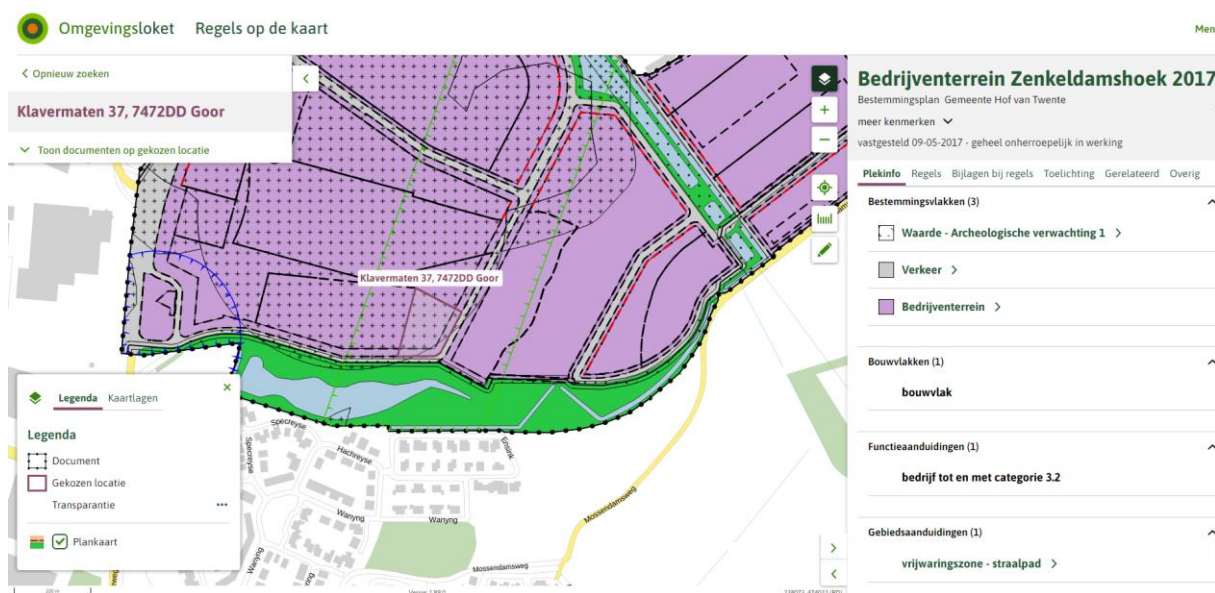 Omgevingsloket Regels op de kaart
Men
Opnieuw zoeken
Klavermaten 37, 7472DD Goor
Toon documenten op gekozen locatie
Klavermaten 37, 7472DD Goor
Specreyse
Specreyse
Hachreyse
Ensink
Wanyng
Wanyng
Wanyng
Mossendamsweg
Mossendamsweg
Legenda Kaartlagen
Legenda
Document
Gekozen locatie
Transparantie
Plankaart
Bedrijventerrein Zenkeldamshoek 2017
Bestemmingsplan Gemeente Hof van Twente
meer kenmerken
vastgesteld 09-05-2017 - geheel onherroepelijk in werking
Plekinfo Regels Bijlagen bij regels Toelichting Gerelateerd Overig
Bestemmingsvlakken (3)
Waarde - Archeologische verwachting 1
Verkeer
Bedrijventerrein
Bouwvlakken (1)
bouwvlak
Functieaanduidingen (1)
bedrijf tot en met categorie 3.2
Gebiedsaanduidingen (1)
vrijwaringszone - straalpad